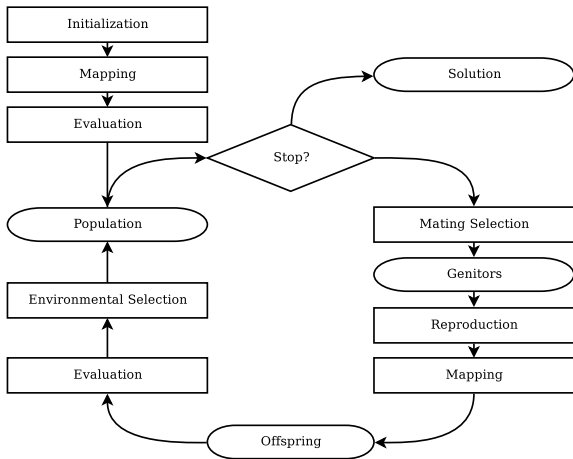 Initialization
Mapping
Evaluation
Solution
Stop?
Population
Mating Selection
Genitors
Environmental Selection
Reproduction
Evaluation
Mapping
Offspring